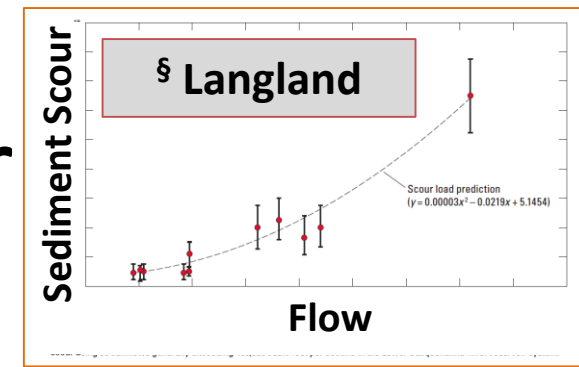 § Langland
Sediment Scour
Scour load prediction
(y = 0.00003x² – 0.0219x + 5.1454)
Flow